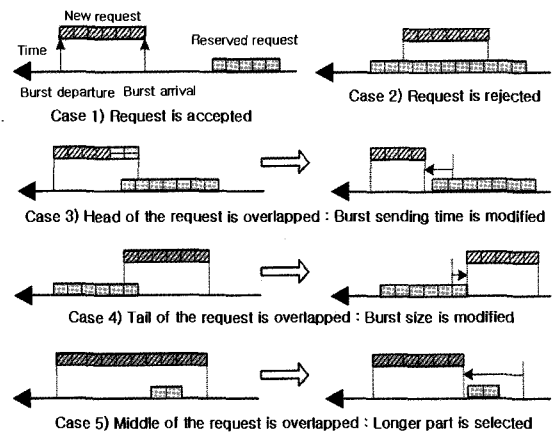 New request
Reserved request
Time
Burst departure Burst arrival
Case 1) Request is accepted
Case 2) Request is rejected
Case 3) Head of the request is overlapped : Burst sending time is modified
Case 4) Tail of the request is overlapped : Burst size is modified
Case 5) Middle of the request is overlapped : Longer part is selected